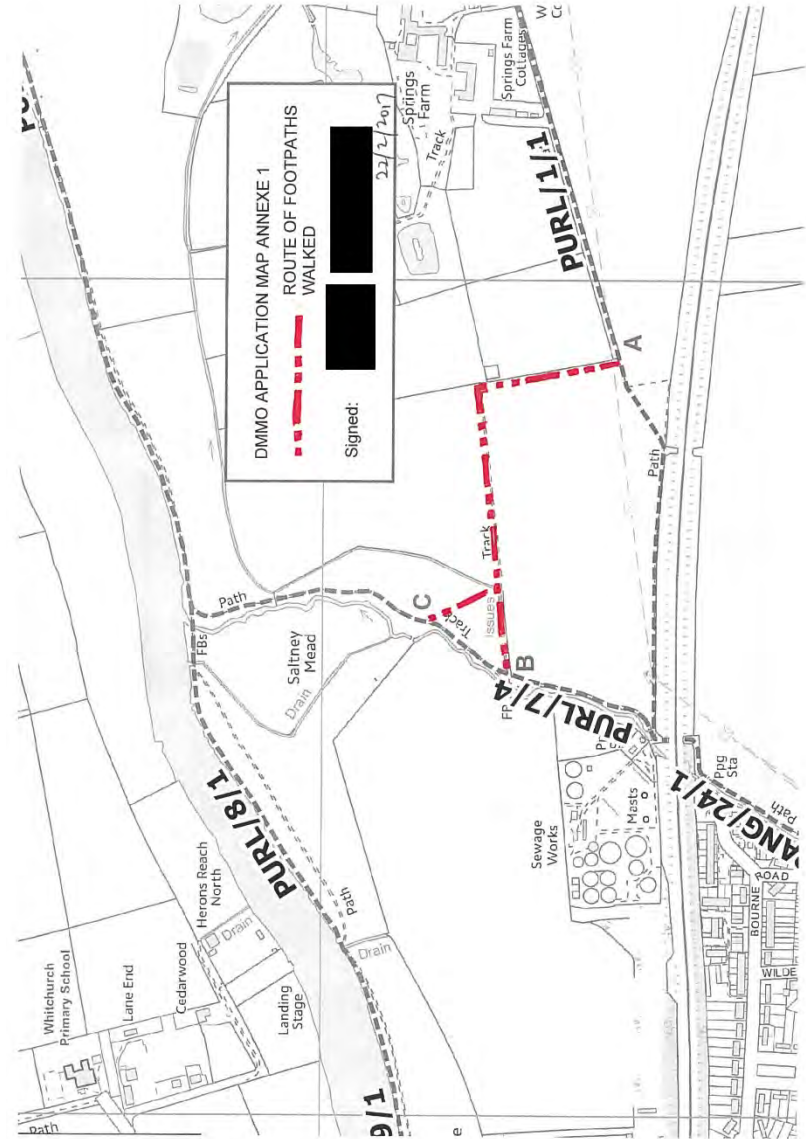 Whitchurch
Primary School
Lane End
Cedarwood
Herons Reach
North
Drain
Landing
Stage
Path
9/1
e
PURL/8/1
Path
Drain
FBs
Path
Saltney
Mead
Drain
DMMO APPLICATION MAP ANNEXE 1
ROUTE OF FOOTPATHS
WALKED
Signed:
22/2/2017
Springs
Farm
Track
Springs Farm
Cottages
PURL/1/1
A
Path
Track
C
Track
Issues
B
FP
PURL/7/4
Sewage
Works
Masts
Ppg
Sta
PANG/24/1
Path
BOURNE
ROAD
WILDE